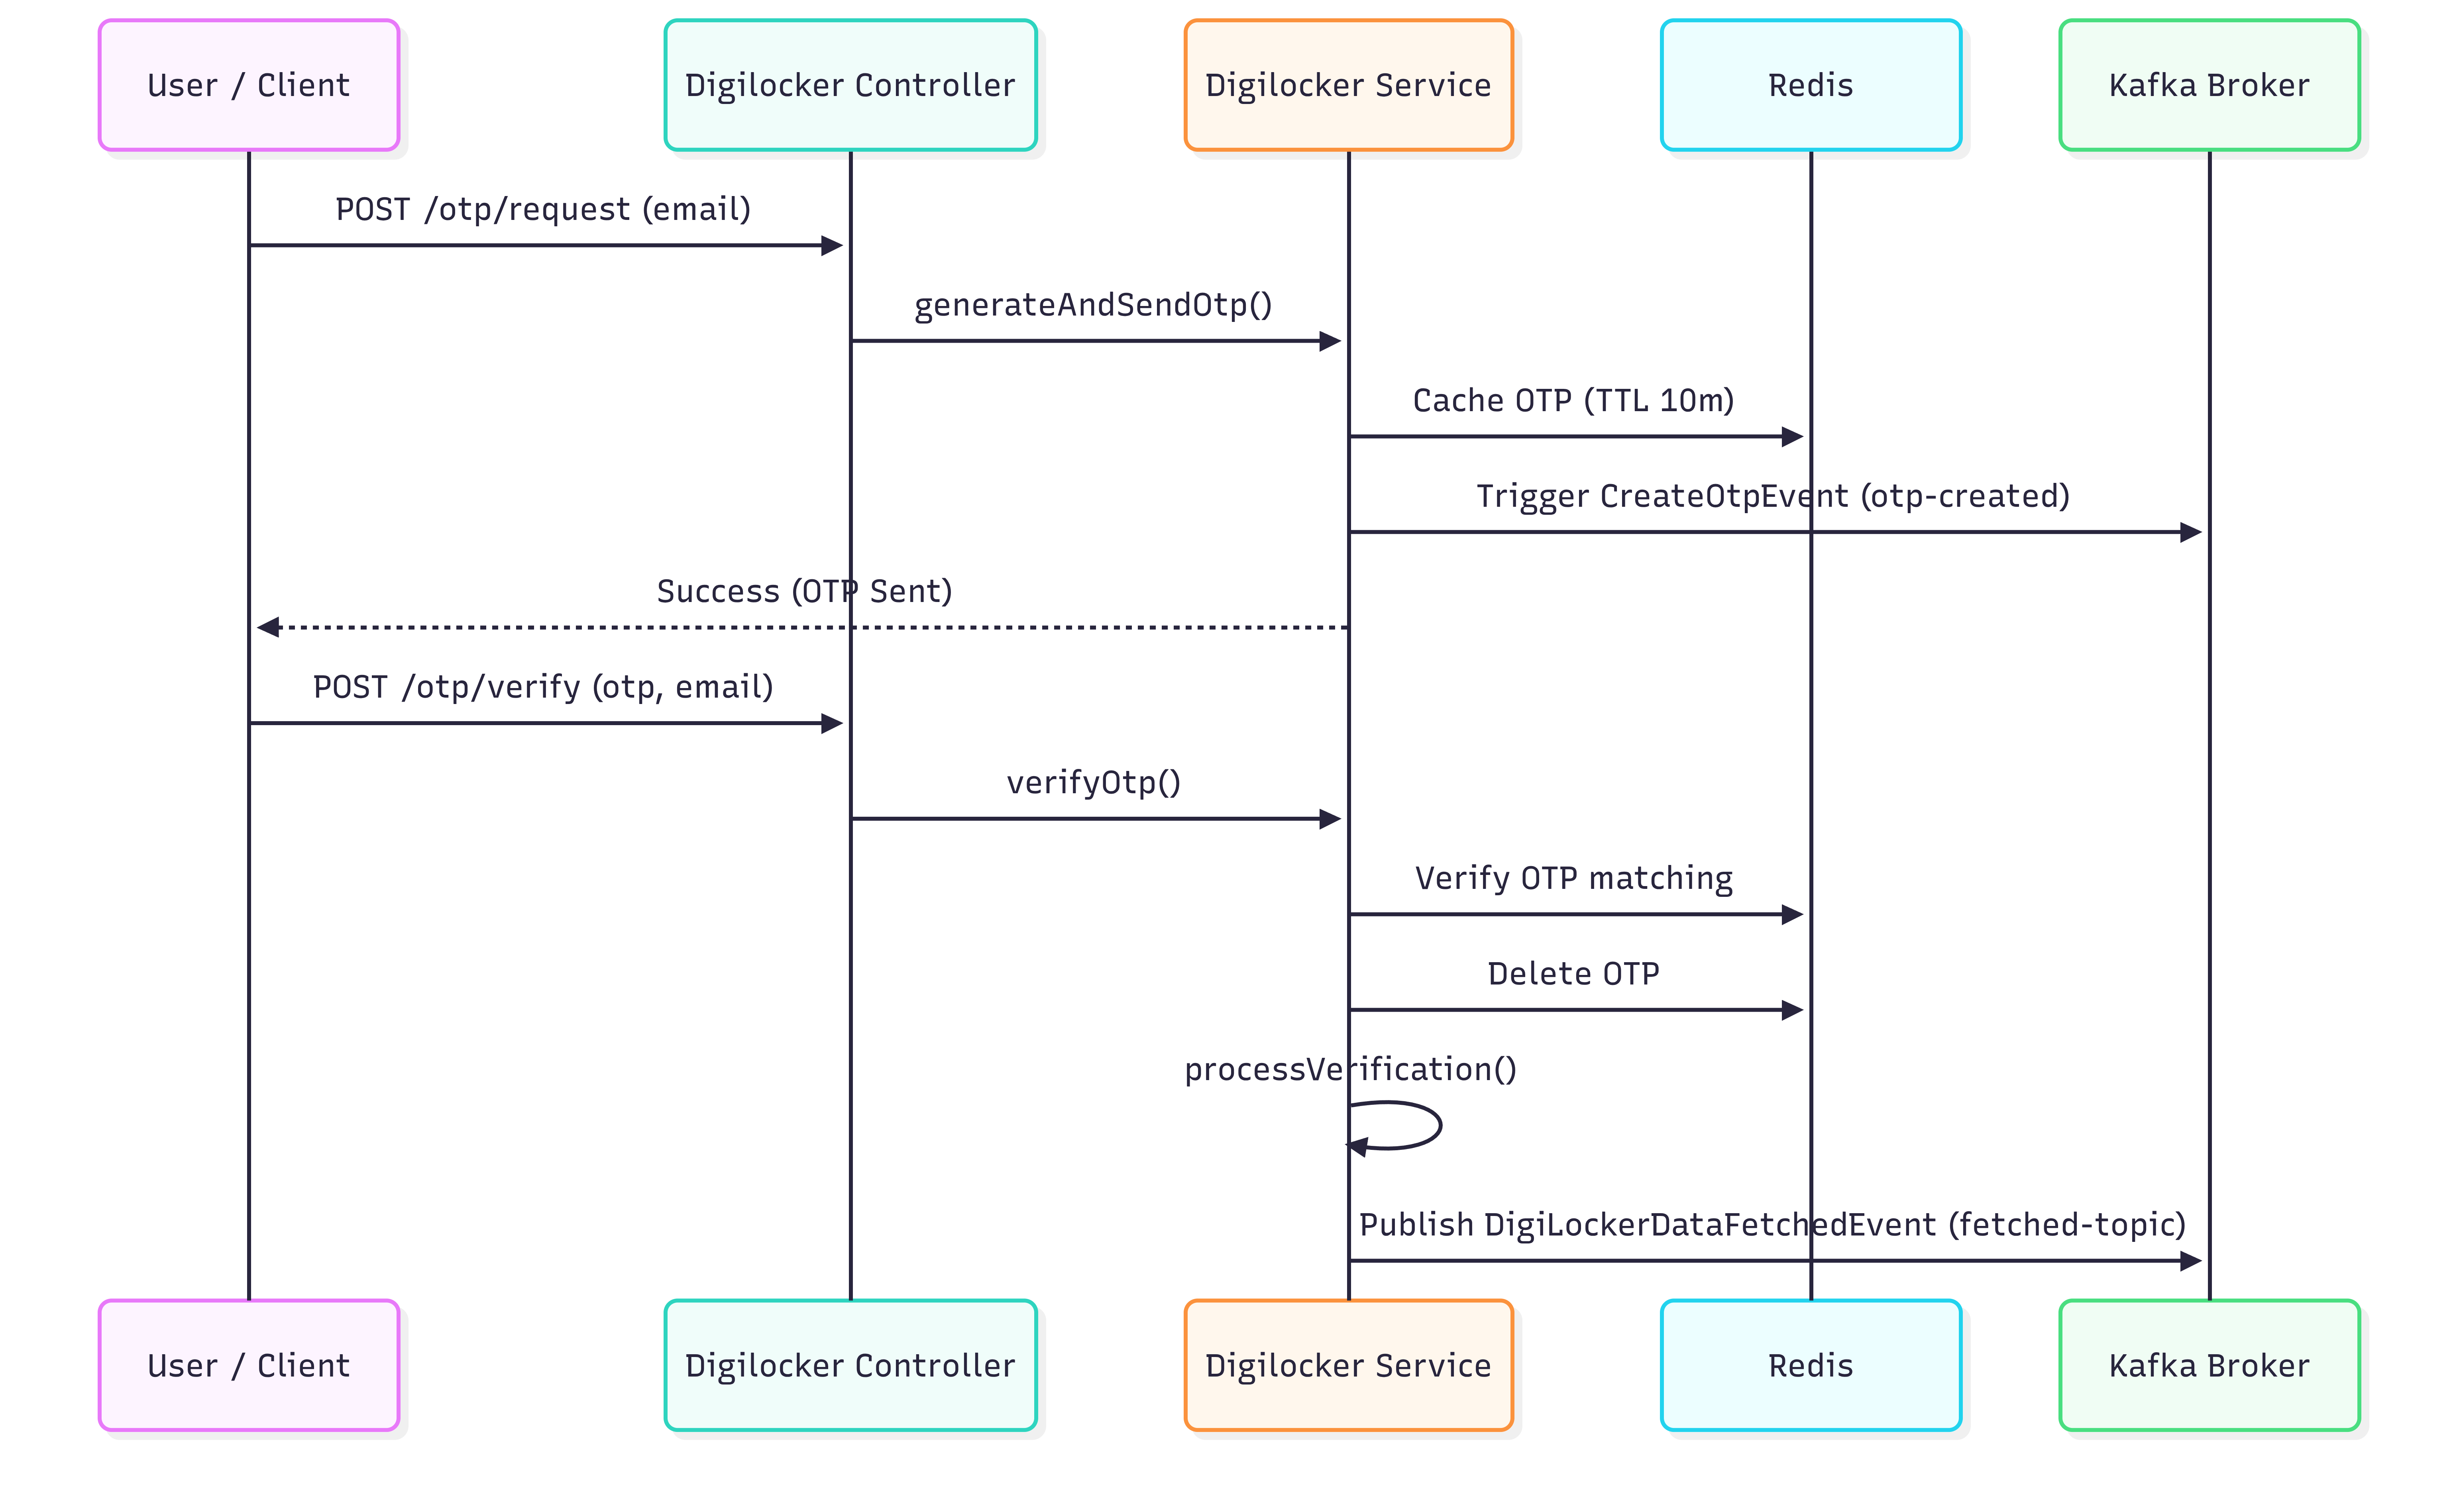 User / Client
Digilocker Controller
Digilocker Service
Redis
Kafka Broker
POST /otp/request (email)
generateAndSendOtp()
Cache OTP (TTL 10m)
Trigger CreateOtpEvent (otp-created)
Success (OTP Sent)
POST /otp/verify (otp, email)
verifyOtp()
Verify OTP matching
Delete OTP
processVerification()
Publish DigiLockerDataFetchedEvent (fetched-topic)
User / Client
Digilocker Controller
Digilocker Service
Redis
Kafka Broker